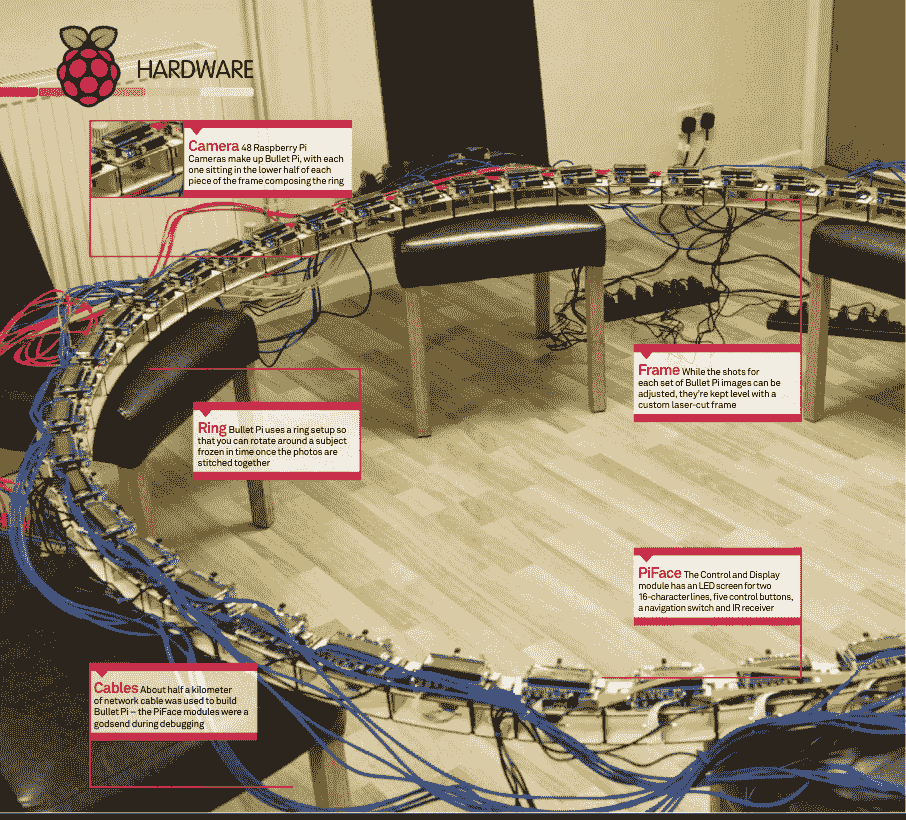 HARDWARE
Camera 48 Raspberry Pi
Cameras make up Bullet Pi, with each
one sitting in the lower half of each
piece of the frame composing the ring
Frame While the shots for
each set of Bullet Pi images can be
adjusted, they're kept level with a
custom laser-cut frame
Ring Bullet Pi uses a ring setup so
that you can rotate around a subject
frozen in time once the photos are
stitched together
PiFace The Control and Display
module has an LED screen for two
16-character lines, five control buttons,
a navigation switch and IR receiver
Cables About half a kilometer
of network cable was used to build
Bullet Pi – the PiFace modules were a
godsend during debugging